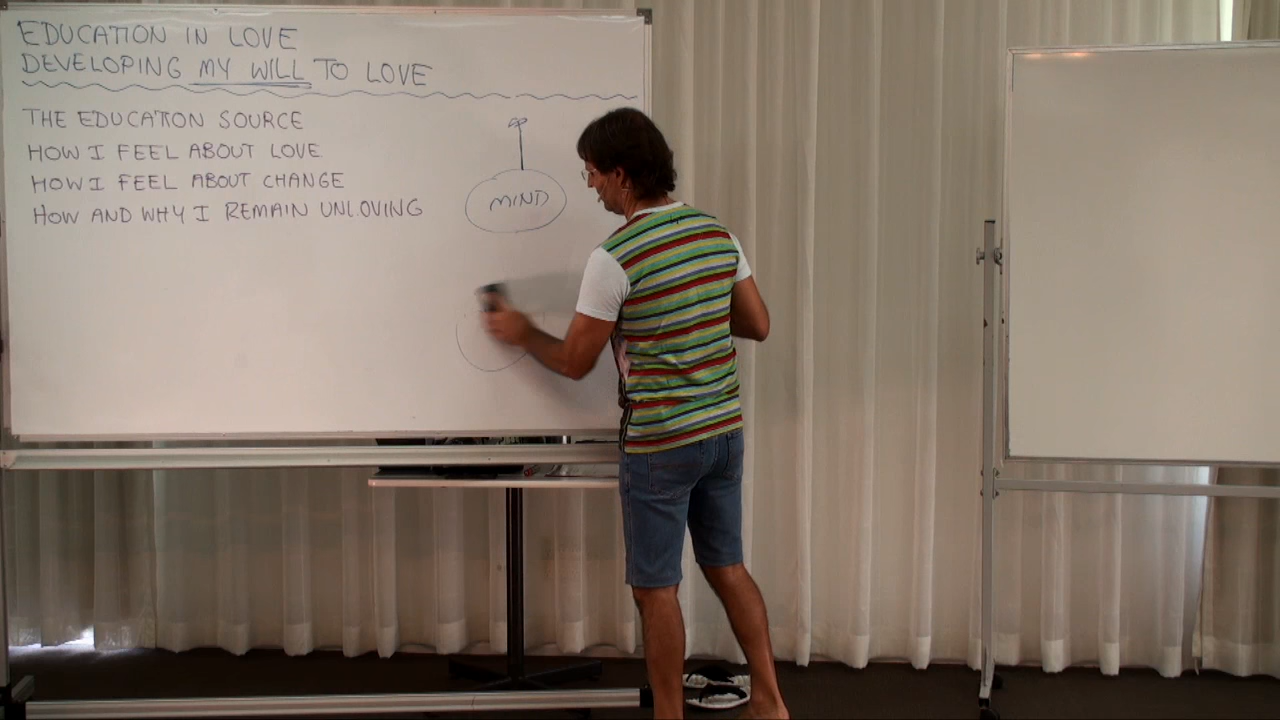 EDUCATION IN LOVE
DEVELOPING MY WILL TO LOVE
THE EDUCATION SOURCE
HOW I FEEL ABOUT LOVE
HOW I FEEL ABOUT CHANGE
HOW AND WHY I REMAIN UNLOVING
MIND